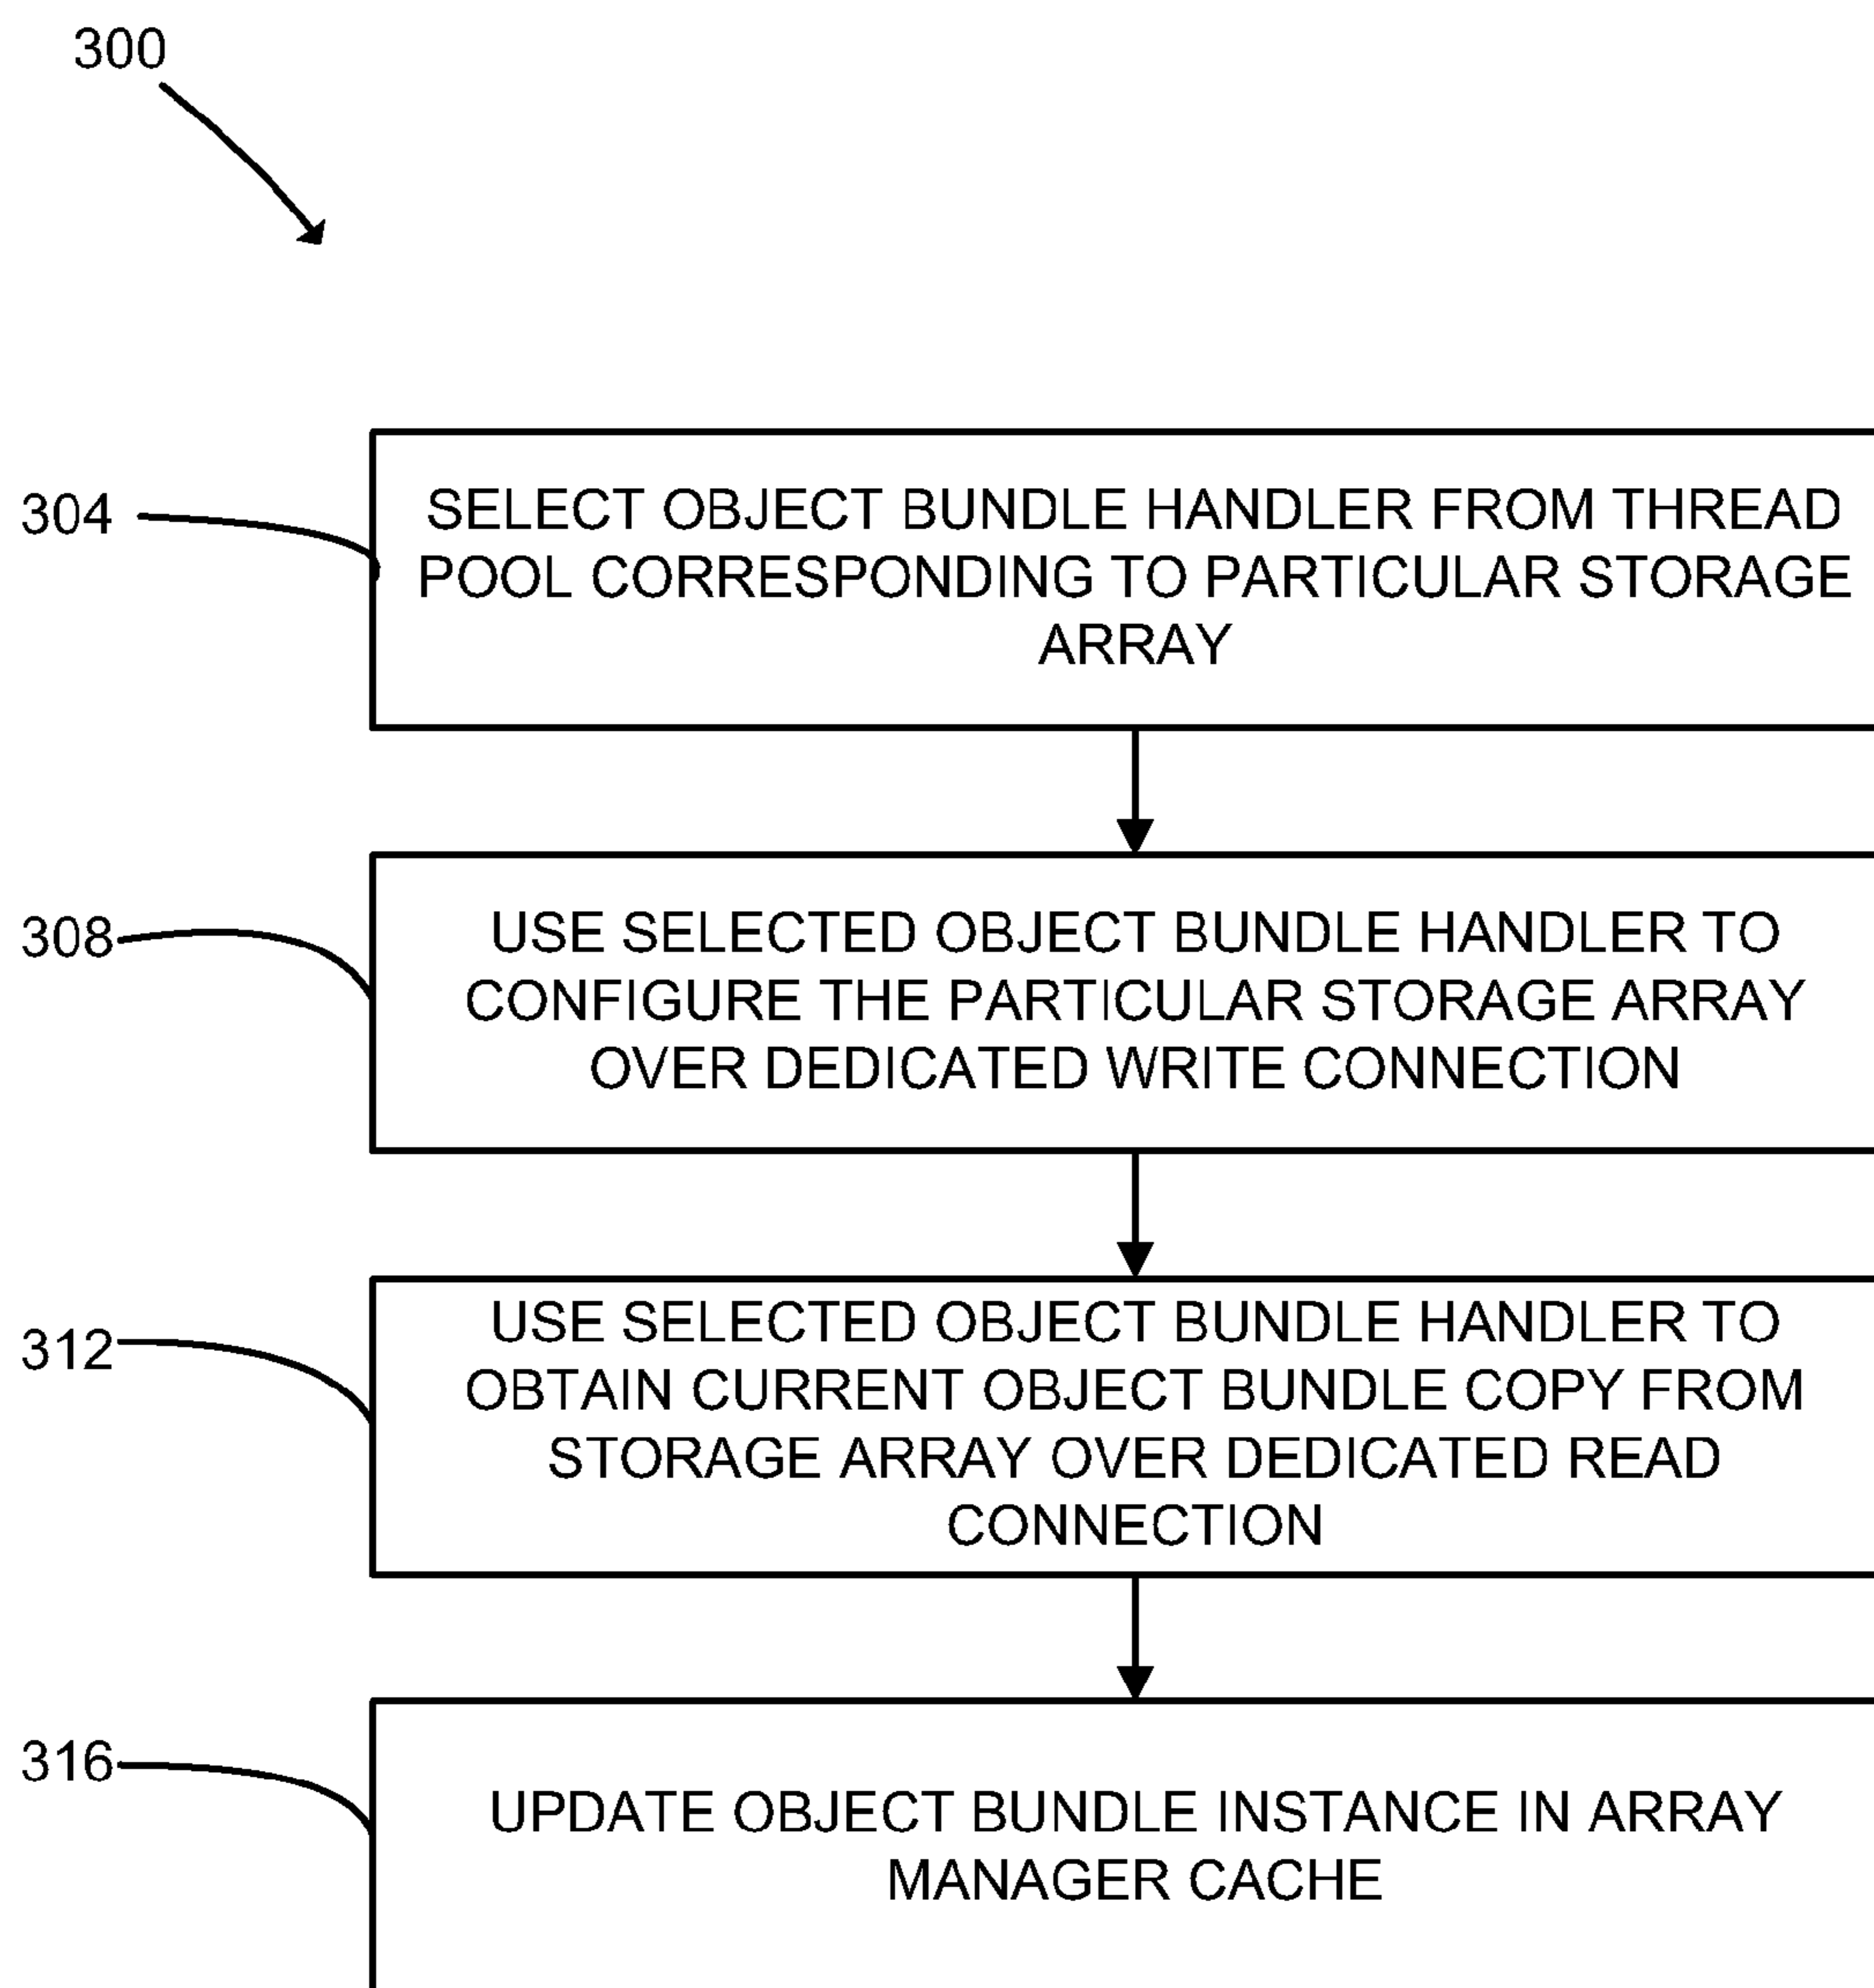 300
304
SELECT OBJECT BUNDLE HANDLER FROM THREAD
POOL CORRESPONDING TO PARTICULAR STORAGE
ARRAY
308
USE SELECTED OBJECT BUNDLE HANDLER TO
CONFIGURE THE PARTICULAR STORAGE ARRAY
OVER DEDICATED WRITE CONNECTION
312
USE SELECTED OBJECT BUNDLE HANDLER TO
OBTAIN CURRENT OBJECT BUNDLE COPY FROM
STORAGE ARRAY OVER DEDICATED READ
CONNECTION
316
UPDATE OBJECT BUNDLE INSTANCE IN ARRAY
MANAGER CACHE